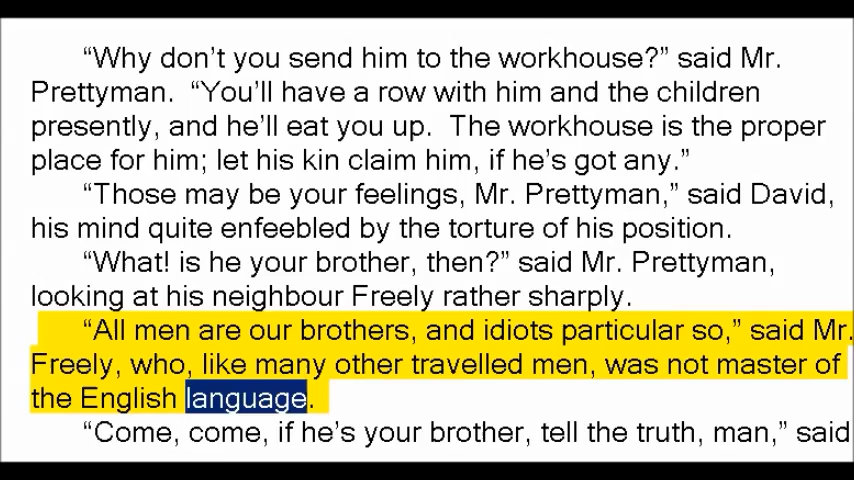 “Why don’t you send him to the workhouse?” said Mr.
Prettyman.  “You’ll have a row with him and the children
presently, and he’ll eat you up.  The workhouse is the proper
place for him; let his kin claim him, if he’s got any.”
“Those may be your feelings, Mr. Prettyman,” said David,
his mind quite enfeebled by the torture of his position.
“What! is he your brother, then?” said Mr. Prettyman,
looking at his neighbour Freely rather sharply.
“All men are our brothers, and idiots particular so,” said Mr.
Freely, who, like many other travelled men, was not master of
the English language.
“Come, come, if he’s your brother, tell the truth, man,” said